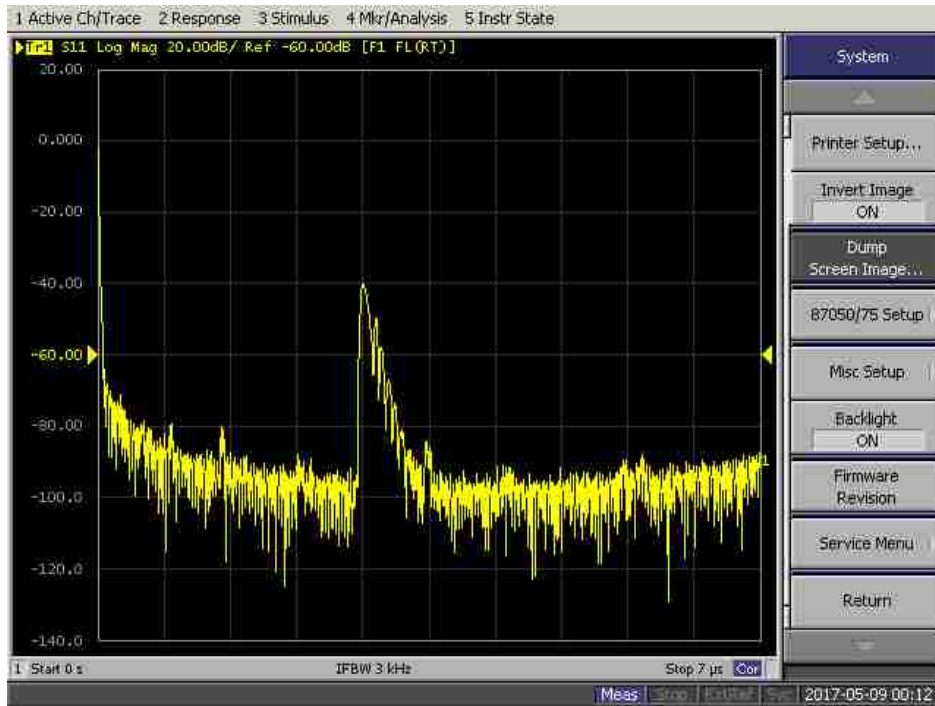 1 Active Ch/Trace 2 Response 3 Stimulus 4 Mkr/Analysis 5 Instr State
Tr1 S11 Log Mag 20.00dB/ Ref -60.00dB [F1 FL(RT)]
20.00
0.000
-20.00
-40.00
-60.00
-80.00
-100.0
-120.0
-140.0
1
1 Start 0 s IFBW 3 kHz Stop 7 µs Cor
System
Printer Setup...
Invert Image
ON
Dump
Screen Image...
87050/75 Setup
Misc Setup
Backlight
ON
Firmware
Revision
Service Menu
Return
Meas Stop ExtRef Svc 2017-05-09 00:12